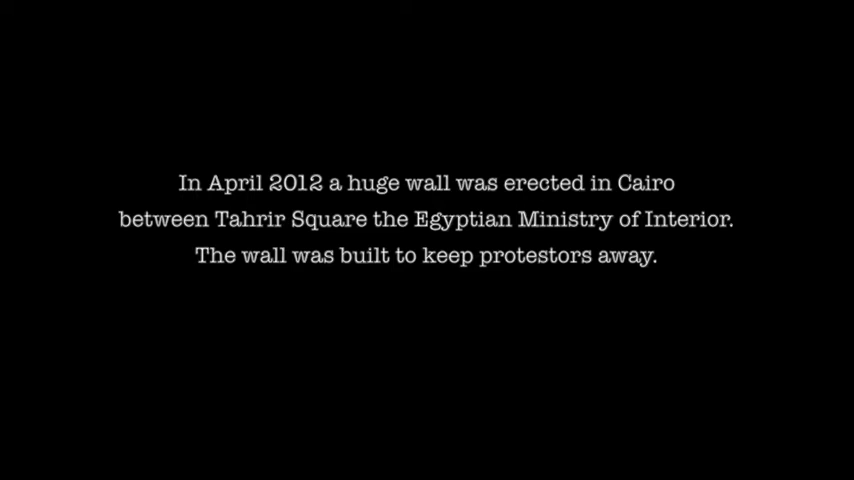 In April 2012 a huge wall was erected in Cairo
between Tahrir Square the Egyptian Ministry of Interior.
The wall was built to keep protestors away.